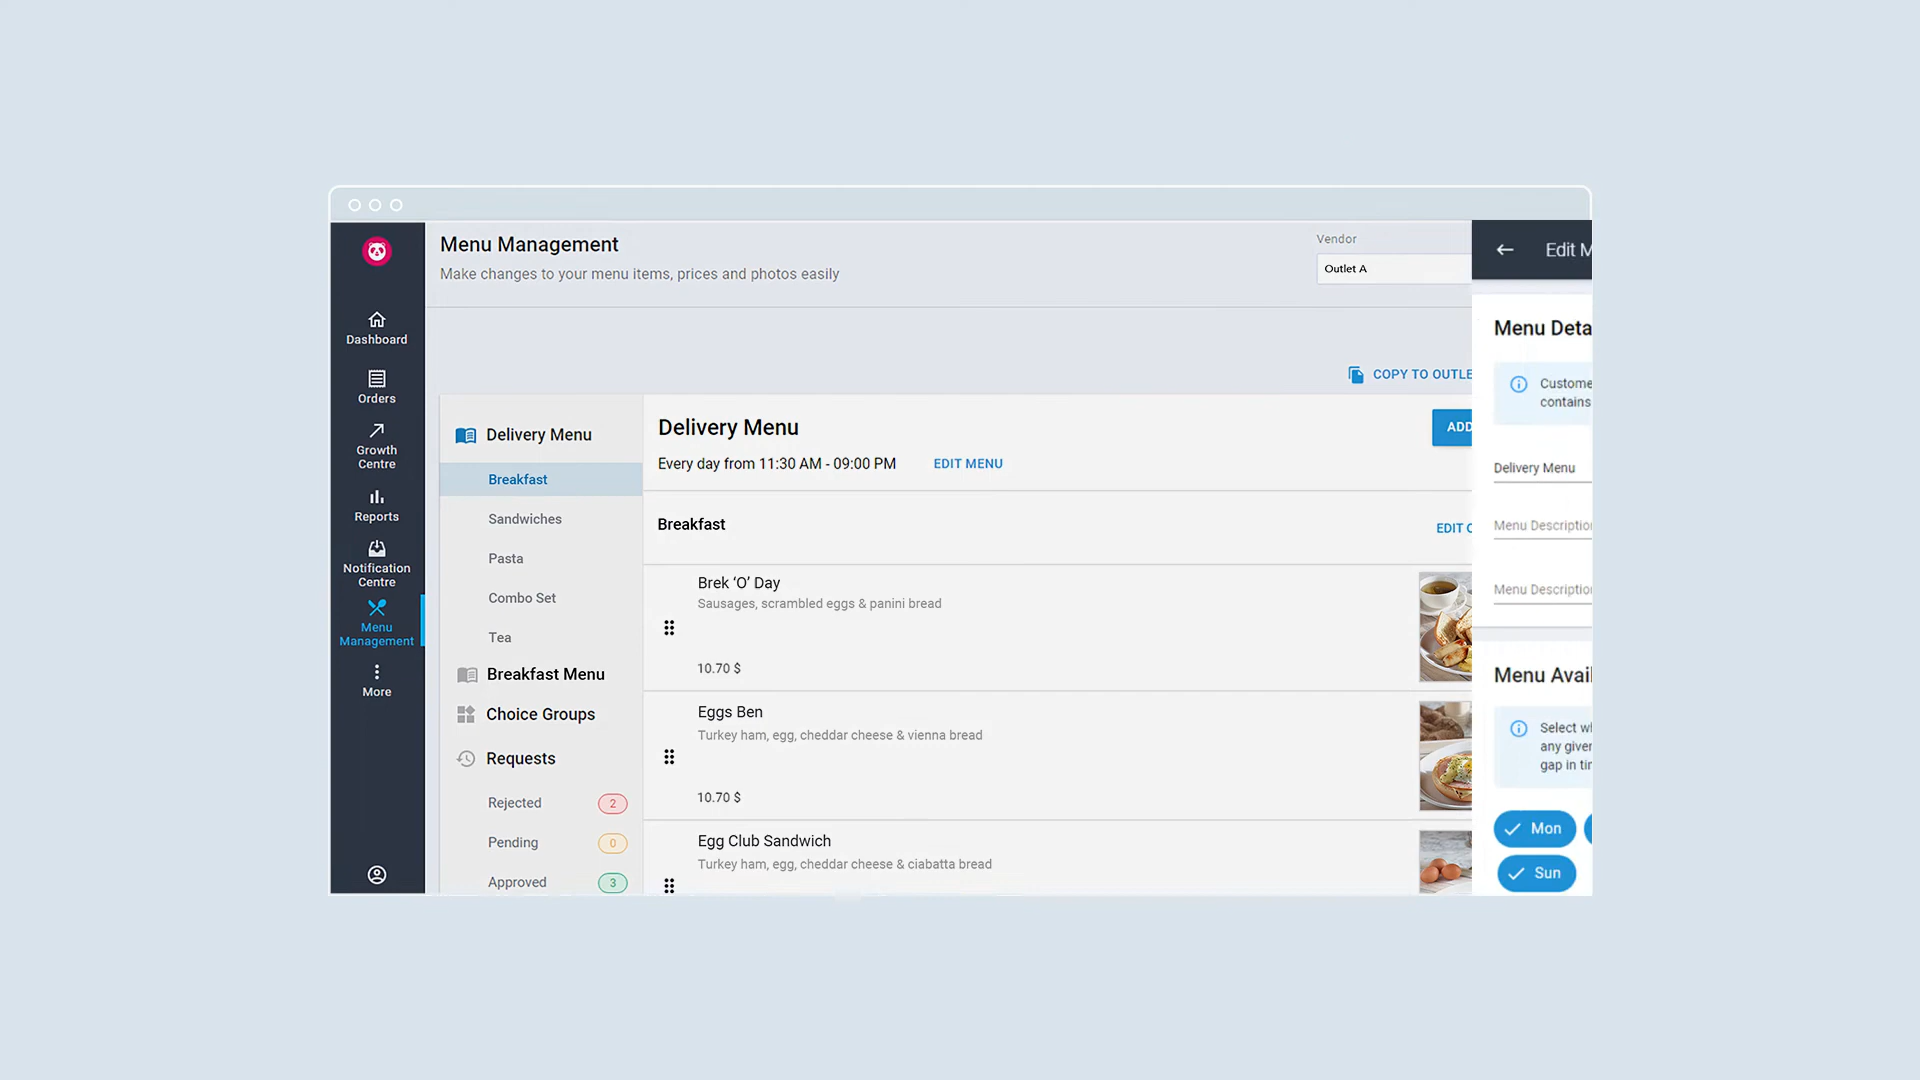 Menu Management
Make changes to your menu items, prices and photos easily
Vendor
Outlet A
Dashboard
Orders
Growth
Centre
Reports
Notification
Centre
Menu
Management
More
COPY TO OUTLE
Delivery Menu
Breakfast
Sandwiches
Pasta
Combo Set
Tea
Breakfast Menu
Choice Groups
Requests
Rejected 2
Pending 0
Approved 3
Delivery Menu
ADD
Every day from 11:30 AM - 09:00 PM EDIT MENU
Breakfast
EDIT C
Brek ‘O’ Day
Sausages, scrambled eggs & panini bread
10.70 $
Eggs Ben
Turkey ham, egg, cheddar cheese & vienna bread
10.70 $
Egg Club Sandwich
Turkey ham, egg, cheddar cheese & ciabatta bread
Edit M
Menu Deta
Custome
contains
Delivery Menu
Menu Descriptio
Menu Descriptio
Menu Avai
Select wh
any giver
gap in tin
Mon
Sun